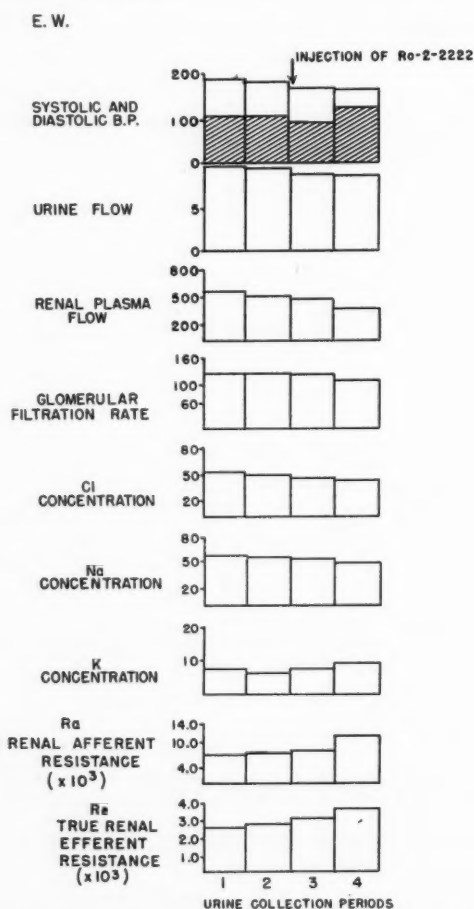 E. W.
INJECTION OF Ro-2-2222
SYSTOLIC AND
DIASTOLIC B.P.
200
100
0
URINE FLOW
5
0
RENAL PLASMA
FLOW
800
500
200
GLOMERULAR
FILTRATION RATE
160
100
60
Cl
CONCENTRATION
80
50
20
Na
CONCENTRATION
80
50
20
K
CONCENTRATION
20
10
Ra
RENAL AFFERENT
RESISTANCE
(x10³)
14.0
10.0
4.0
Re
TRUE RENAL
EFFERENT
RESISTANCE
(x10³)
4.0
3.0
2.0
1.0
1 2 3 4
URINE COLLECTION PERIODS